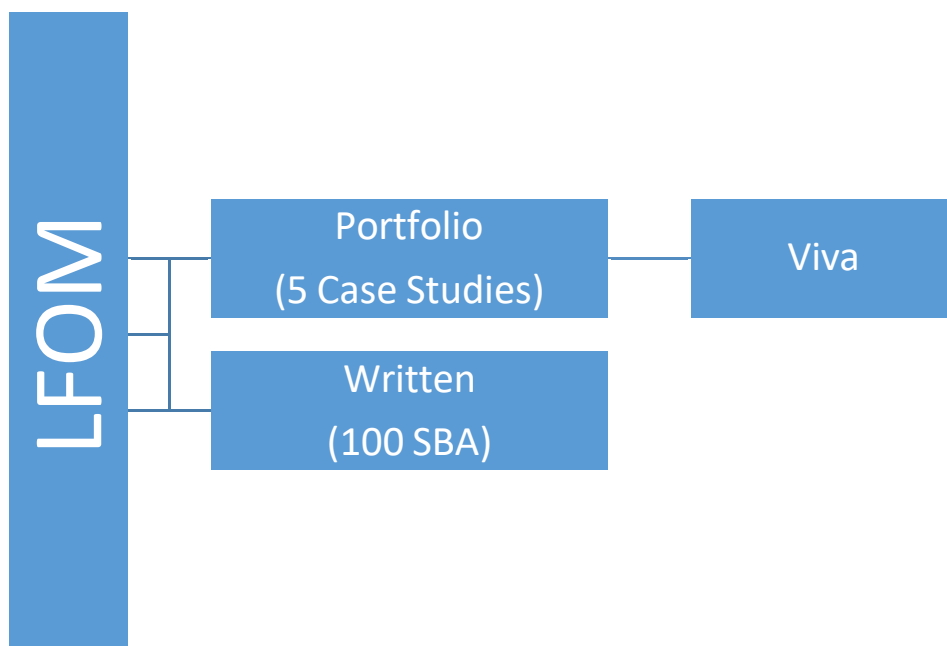 LFOM
Portfolio
(5 Case Studies)
Viva
Written
(100 SBA)